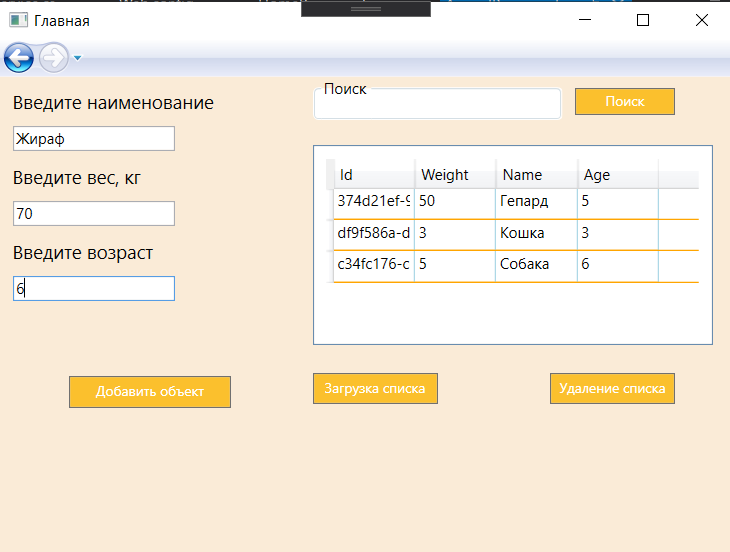 Главная
Введите наименование
Жираф
Введите вес, кг
70
Введите возраст
6
Добавить объект
Поиск
Поиск
Id Weight Name Age
374d21ef-9 50 Гепард 5
df9f586a-d 3 Кошка 3
c34fc176-c 5 Собака 6
Загрузка списка
Удаление списка